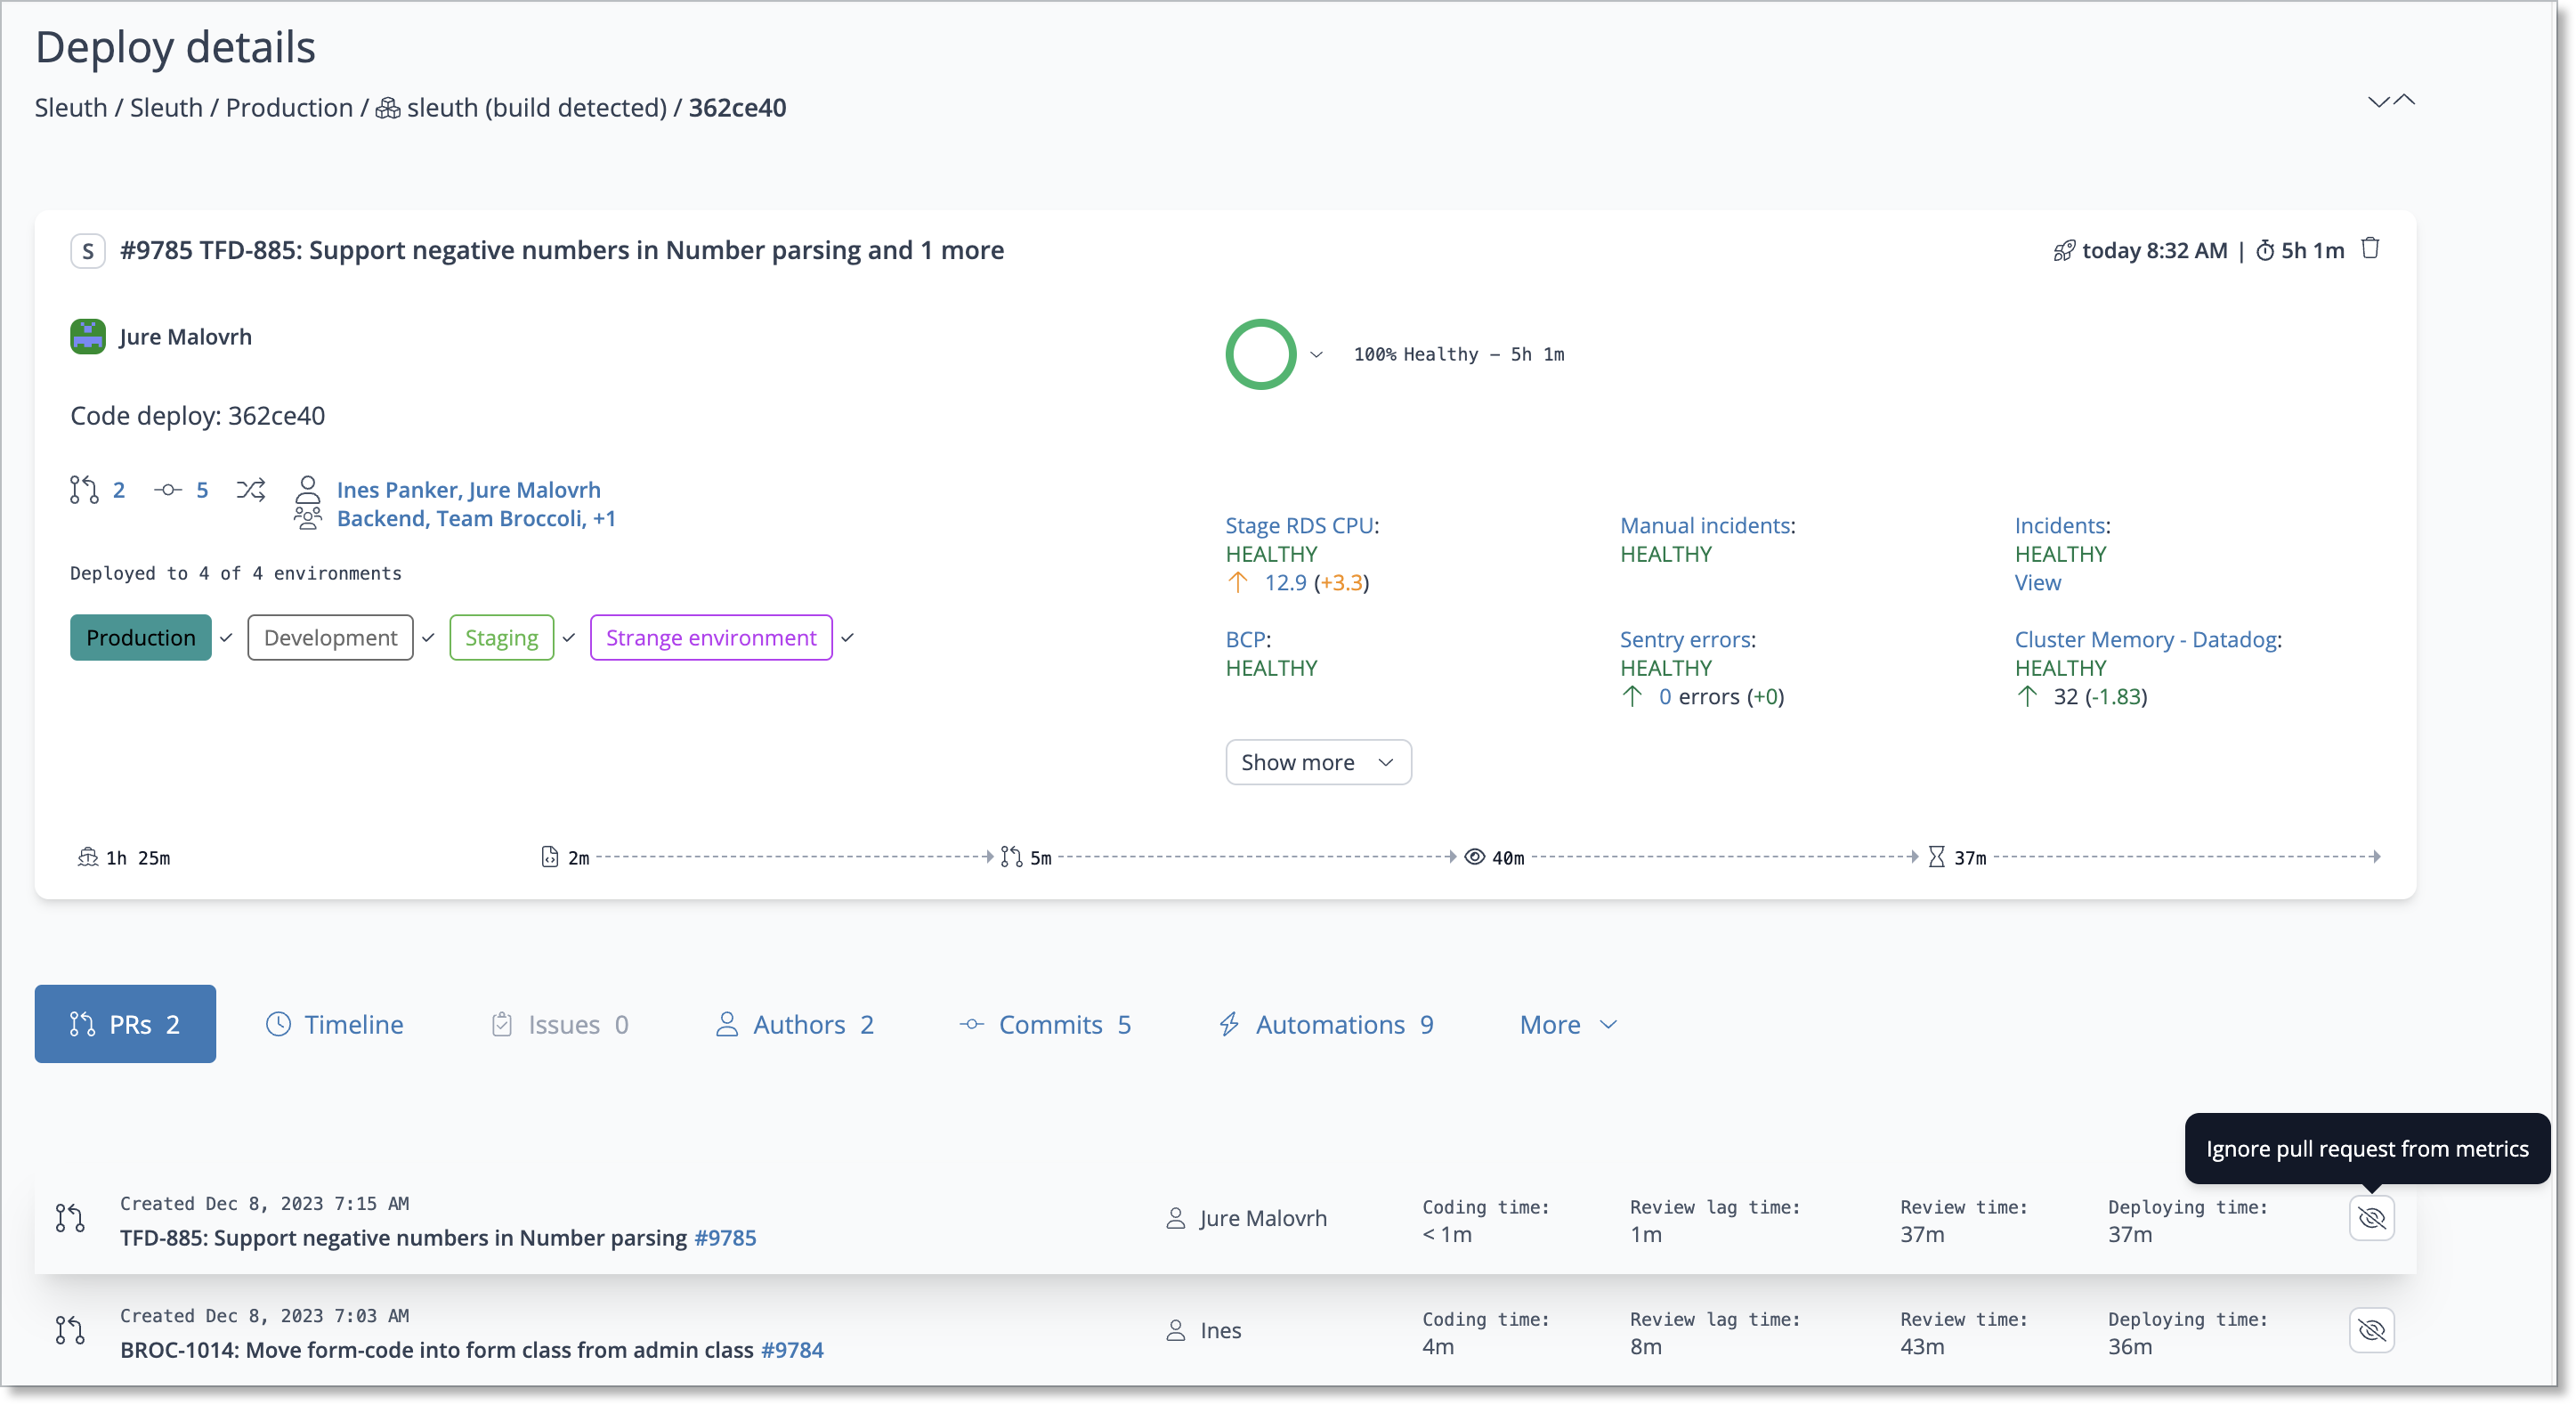 Deploy details
Sleuth / Sleuth / Production / sleuth (build detected) / 362ce40
S #9785 TFD-885: Support negative numbers in Number parsing and 1 more
today 8:32 AM | 5h 1m
Jure Malovrh
100% Healthy – 5h 1m
Code deploy: 362ce40
2 5 Ines Panker, Jure Malovrh
Backend, Team Broccoli, +1
Deployed to 4 of 4 environments
Production Development Staging Strange environment
Stage RDS CPU:
HEALTHY
12.9 (+3.3)
Manual incidents:
HEALTHY
Incidents:
HEALTHY
View
BCP:
HEALTHY
Sentry errors:
HEALTHY
0 errors (+0)
Cluster Memory - Datadog:
HEALTHY
32 (-1.83)
Show more
1h 25m 2m 5m 40m 37m
PRs 2 Timeline Issues 0 Authors 2 Commits 5 Automations 9 More
Ignore pull request from metrics
Created Dec 8, 2023 7:15 AM
TFD-885: Support negative numbers in Number parsing #9785
Jure Malovrh
Coding time:
< 1m
Review lag time:
1m
Review time:
37m
Deploying time:
37m
Created Dec 8, 2023 7:03 AM
BROC-1014: Move form-code into form class from admin class #9784
Ines
Coding time:
4m
Review lag time:
8m
Review time:
43m
Deploying time:
36m